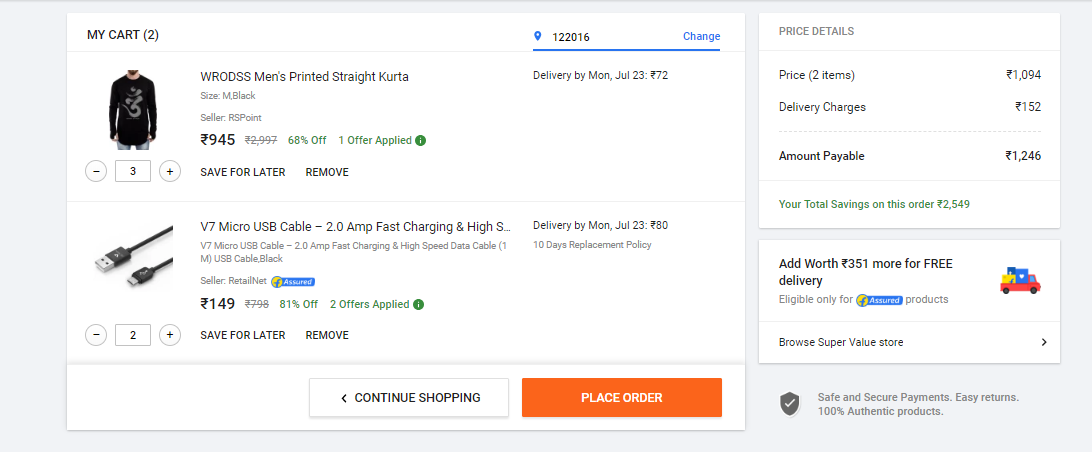 MY CART (2)
122016
Change
WRODSS Men's Printed Straight Kurta
Size: M,Black
Seller: RSPoint
₹945 ₹2,997 68% Off 1 Offer Applied i
Delivery by Mon, Jul 23: ₹72
− 3 + SAVE FOR LATER REMOVE
V7 Micro USB Cable – 2.0 Amp Fast Charging & High S...
V7 Micro USB Cable – 2.0 Amp Fast Charging & High Speed Data Cable (1
M) USB Cable,Black
Seller: RetailNet f Assured
₹149 ₹798 81% Off 2 Offers Applied i
Delivery by Mon, Jul 23: ₹80
10 Days Replacement Policy
− 2 + SAVE FOR LATER REMOVE
CONTINUE SHOPPING
PLACE ORDER
PRICE DETAILS
Price (2 items) ₹1,094
Delivery Charges ₹152
Amount Payable ₹1,246
Your Total Savings on this order ₹2,549
Add Worth ₹351 more for FREE
delivery
Eligible only for f Assured products
Browse Super Value store
Safe and Secure Payments. Easy returns.
100% Authentic products.